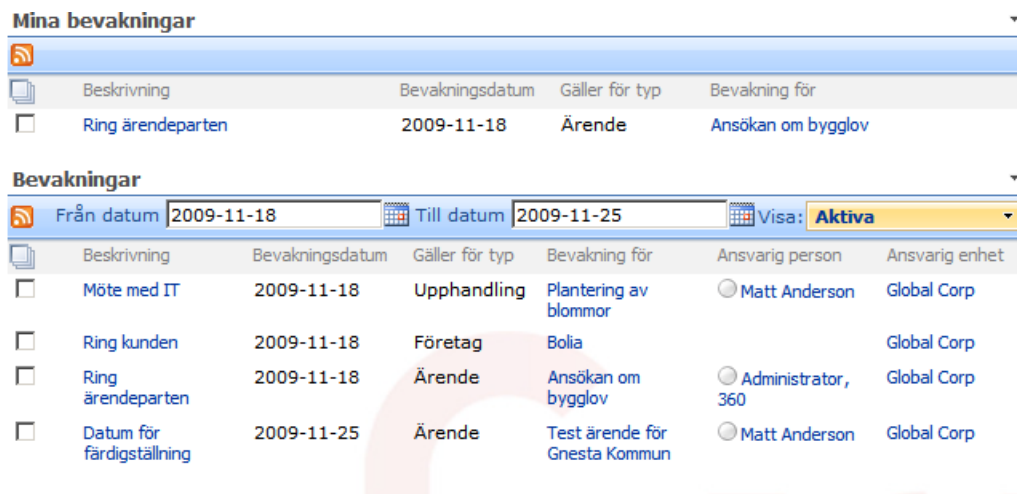 Mina bevakningar
Beskrivning Bevakningsdatum Gäller för typ Bevakning för
Ring ärendeparten 2009-11-18 Ärende Ansökan om bygglov
Bevakningar
Från datum 2009-11-18 Till datum 2009-11-25 Visa: Aktiva
Beskrivning Bevakningsdatum Gäller för typ Bevakning för Ansvarig person Ansvarig enhet
Möte med IT 2009-11-18 Upphandling Plantering av Matt Anderson Global Corp
blommor
Ring kunden 2009-11-18 Företag Bolia Global Corp
Ring 2009-11-18 Ärende Ansökan om Administrator, Global Corp
ärendeparten bygglov 360
Datum för 2009-11-25 Ärende Test ärende för Matt Anderson Global Corp
färdigställning Gnesta Kommun